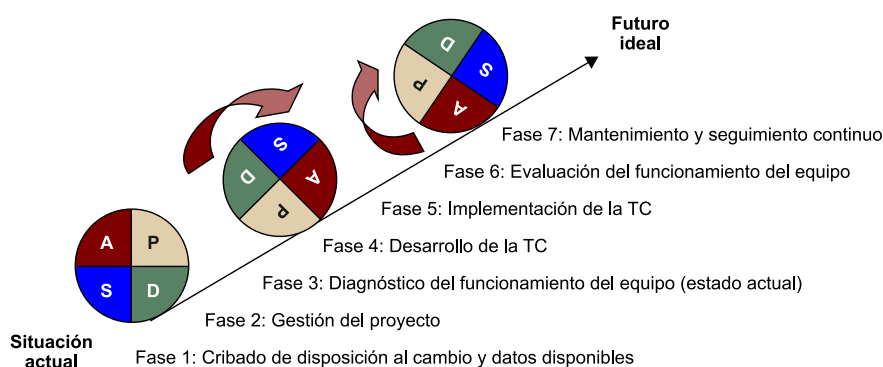 Futuro
ideal
D
S
P
A
S
D
A
P
A
P
S
D
Fase 7: Mantenimiento y seguimiento continuo
Fase 6: Evaluación del funcionamiento del equipo
Fase 5: Implementación de la TC
Fase 4: Desarrollo de la TC
Fase 3: Diagnóstico del funcionamiento del equipo (estado actual)
Fase 2: Gestión del proyecto
Situación
actual
Fase 1: Cribado de disposición al cambio y datos disponibles